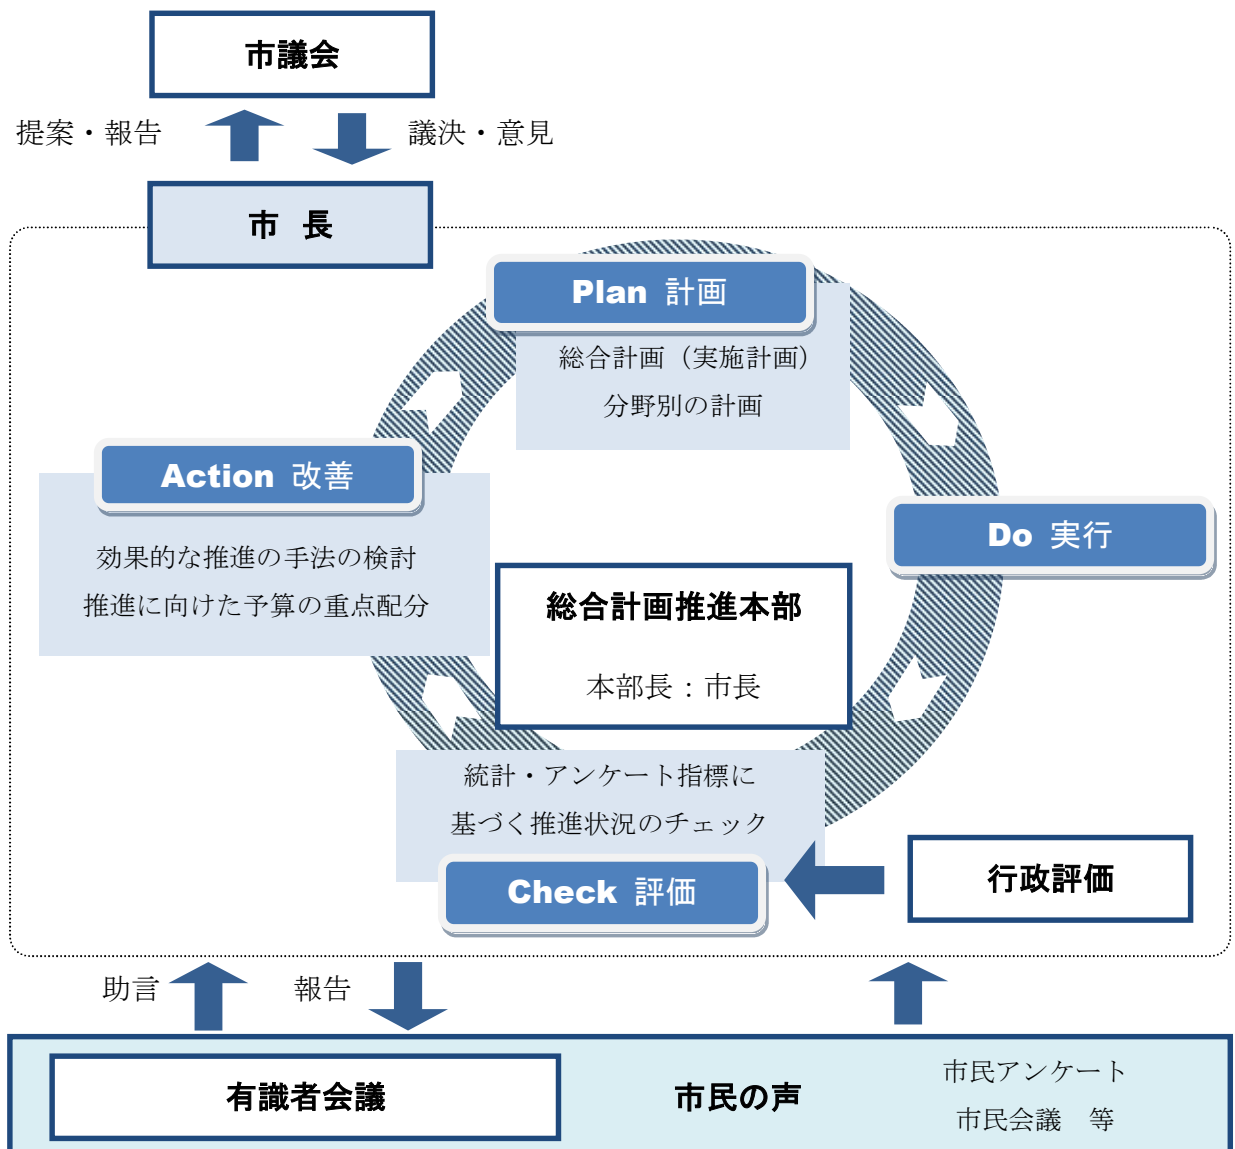 市議会
提案・報告
議決・意見
市 長
Plan 計画
総合計画（実施計画）
分野別の計画
Action 改善
効果的な推進の手法の検討
推進に向けた予算の重点配分
Do 実行
総合計画推進本部
本部長：市長
統計・アンケート指標に
基づく推進状況のチェック
Check 評価
行政評価
助言
報告
有識者会議
市民の声
市民アンケート
市民会議 等